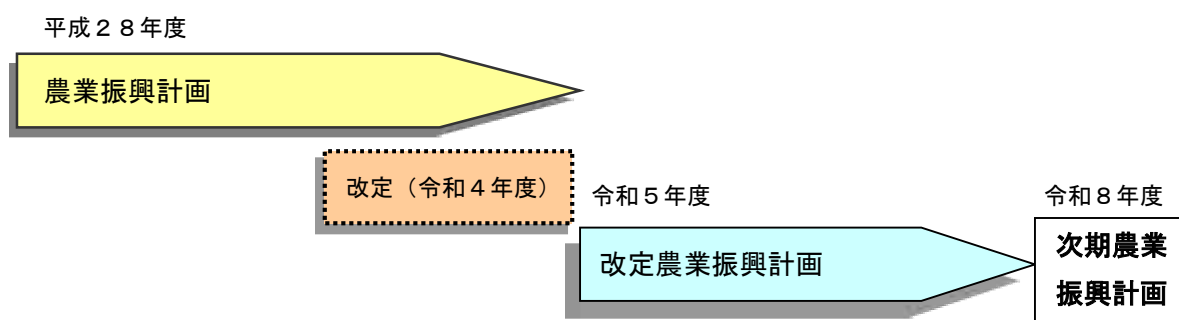 平成２８年度
農業振興計画
改定（令和４年度）
令和５年度
令和８年度
改定農業振興計画
次期農業
振興計画